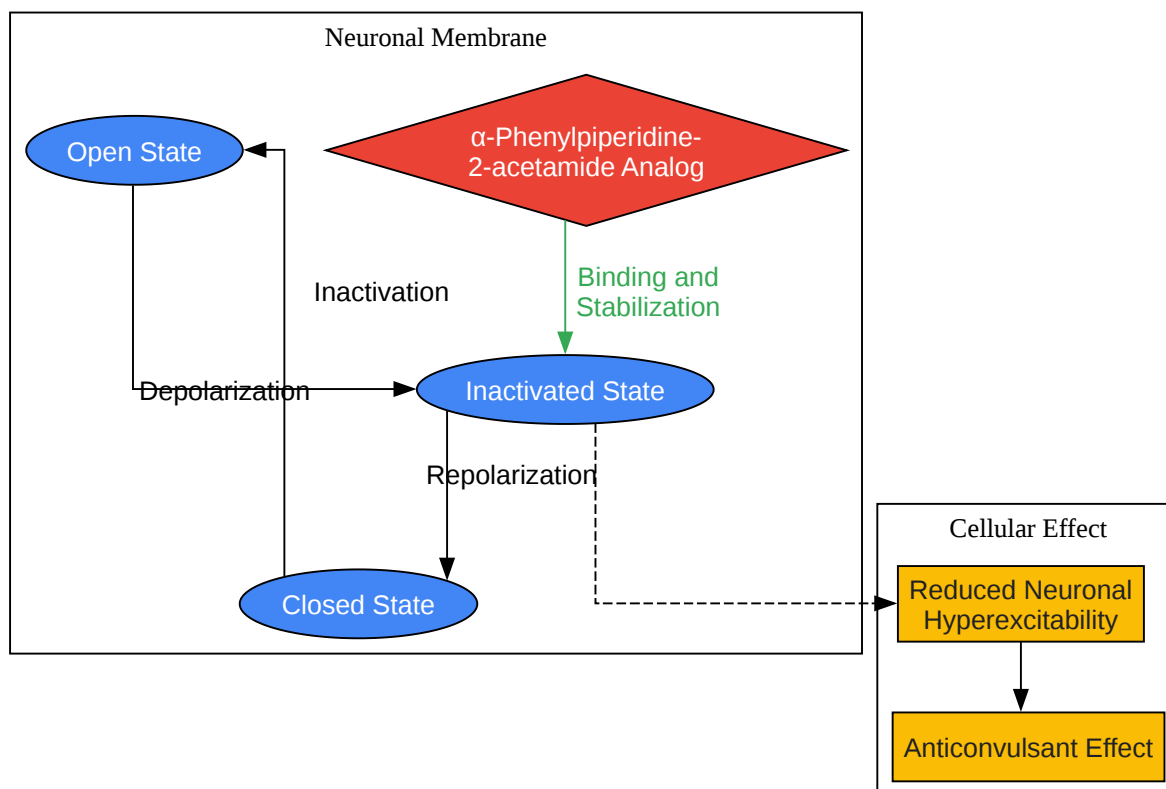 Neuronal Membrane
Open State
α-Phenylpiperidine-
2-acetamide Analog
Inactivation
Binding and
Stabilization
Depolarization
Inactivated State
Repolarization
Closed State
Cellular Effect
Reduced Neuronal
Hyperexcitability
Anticonvulsant Effect